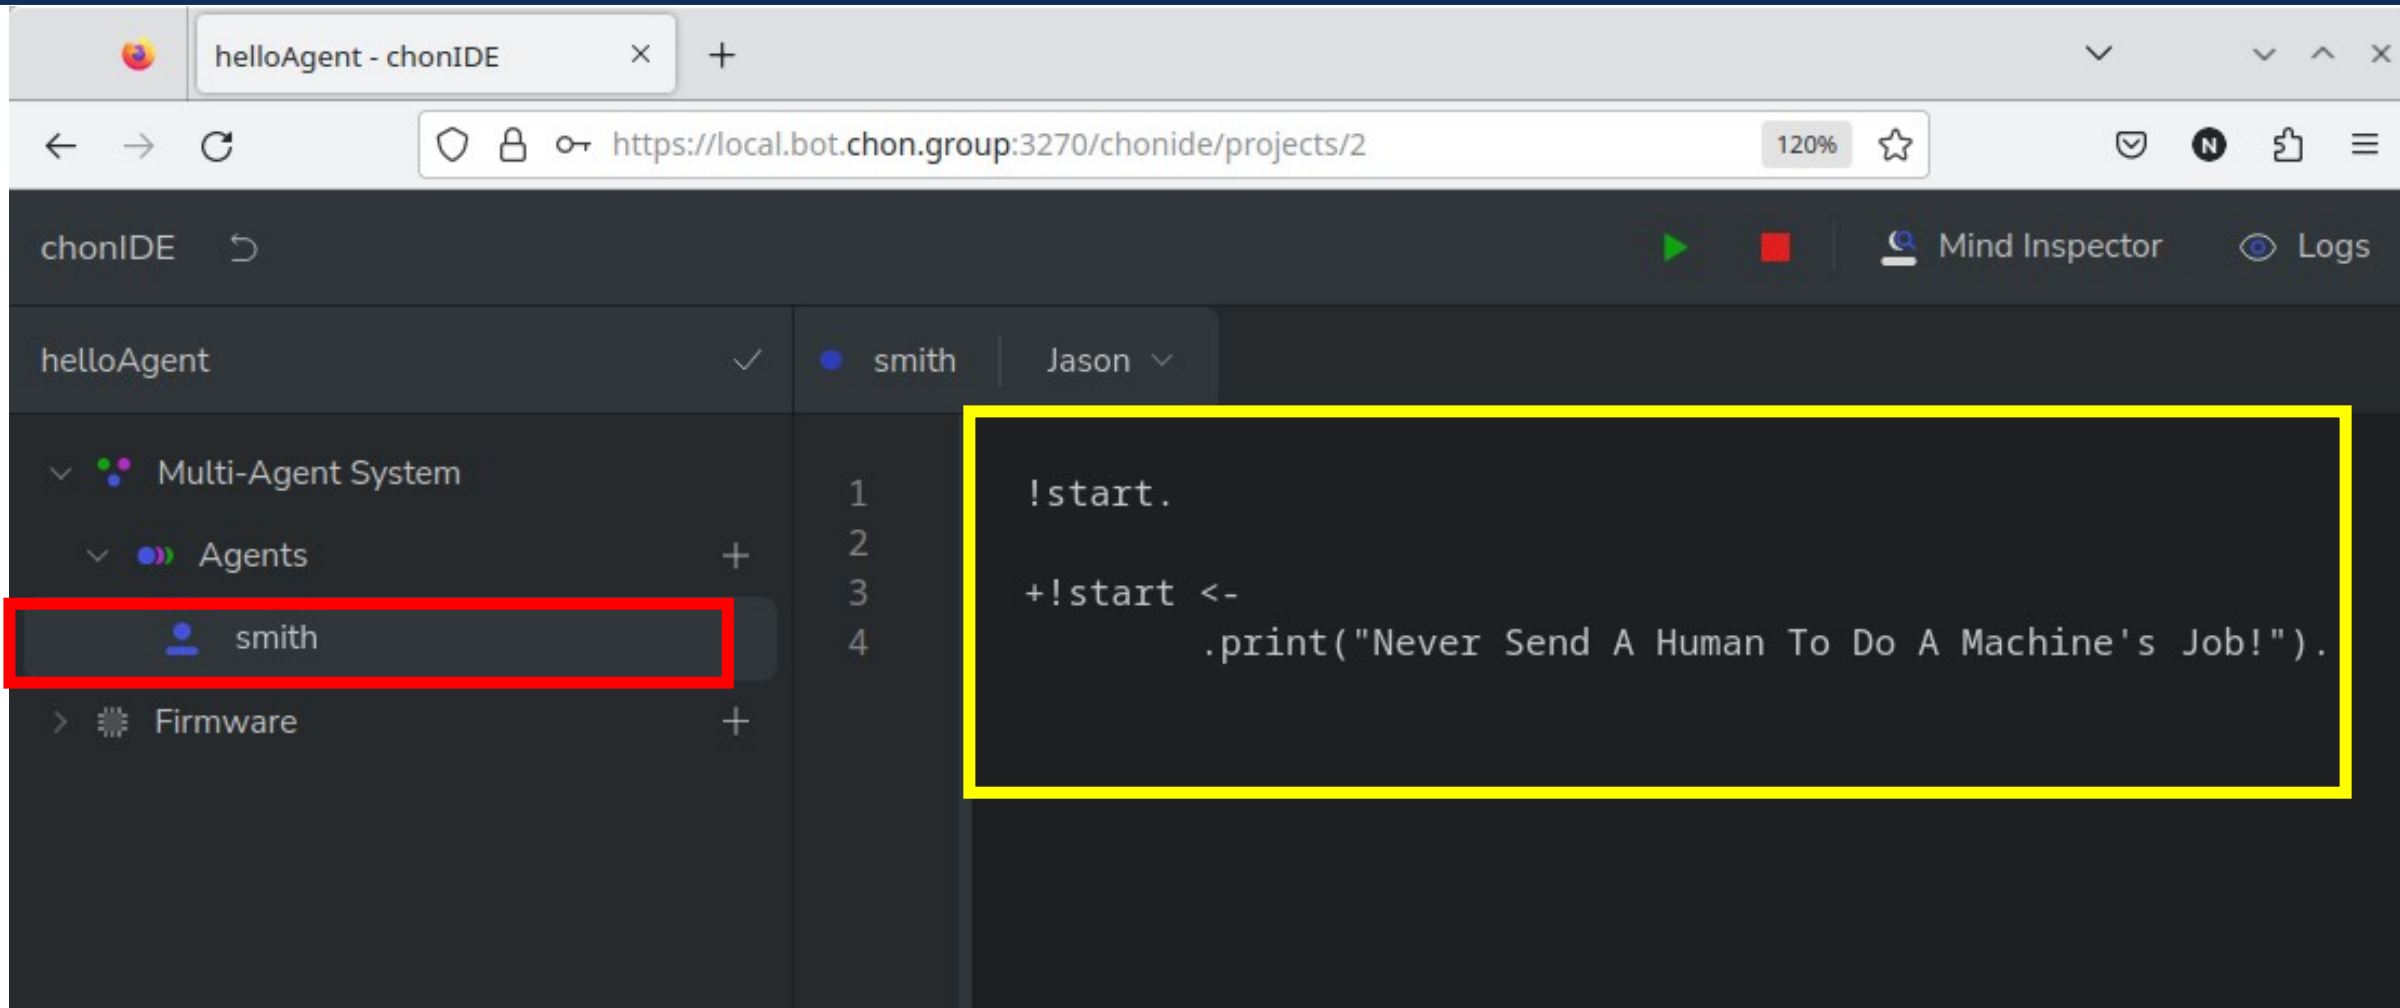 helloAgent - chonIDE
https://local.bot.chon.group:3270/chonide/projects/2 120% N
chonIDE Mind Inspector Logs
helloAgent smith Jason
Multi-Agent System
Agents
smith
Firmware
1 !start.
2
3 +!start <-
4 .print("Never Send A Human To Do A Machine's Job!").